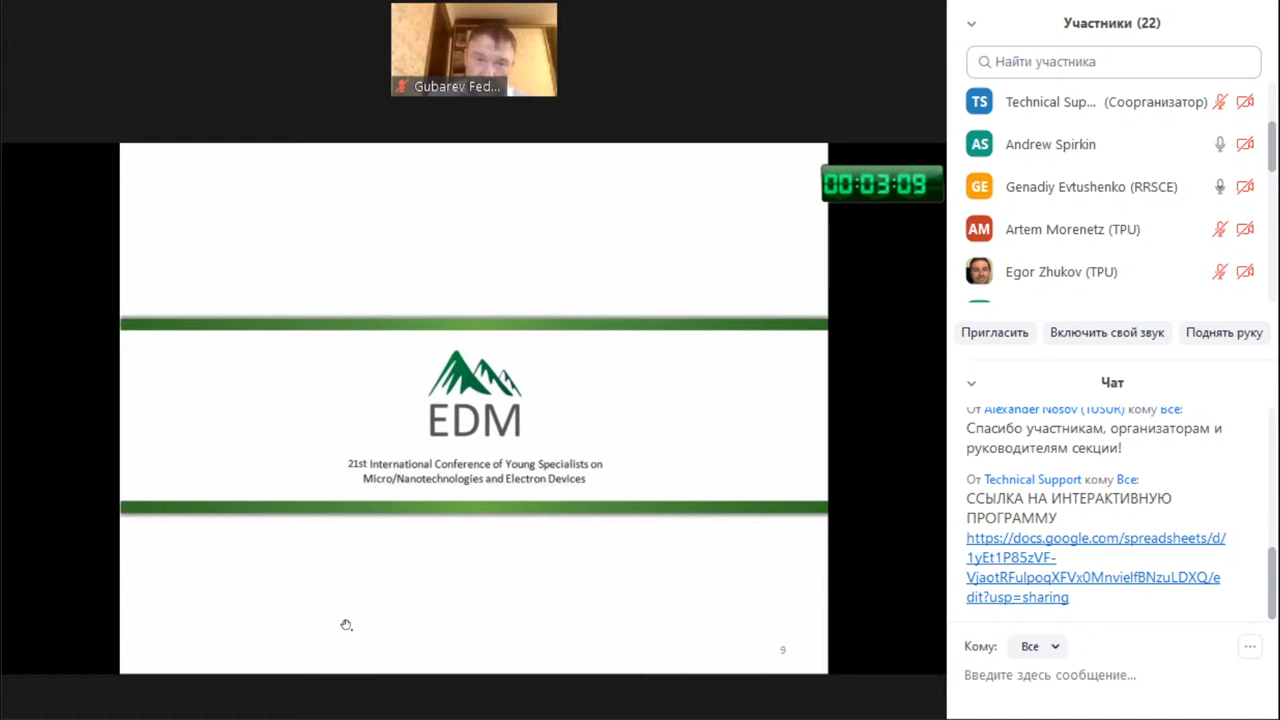 Gubarev Fed...
00:03:09
EDM
21st International Conference of Young Specialists on
Micro/Nanotechnologies and Electron Devices
9
Участники (22)
Найти участника
TS Technical Sup... (Соорганизатор)
AS Andrew Spirkin
GE Genadiy Evtushenko (RRSCE)
AM Artem Morenetz (TPU)
Egor Zhukov (TPU)
Пригласить Включить свой звук Поднять руку
Чат
От Alexander Nosov (TUSUR) кому Все:
Спасибо участникам, организаторам и
руководителям секции!
От Technical Support кому Все:
ССЫЛКА НА ИНТЕРАКТИВНУЮ
ПРОГРАММУ
https://docs.google.com/spreadsheets/d/
1yEt1P85zVF-
VjaotRFulpoqXFVx0MnvielfBNzuLDXQ/e
dit?usp=sharing
Кому: Все
Введите здесь сообщение...